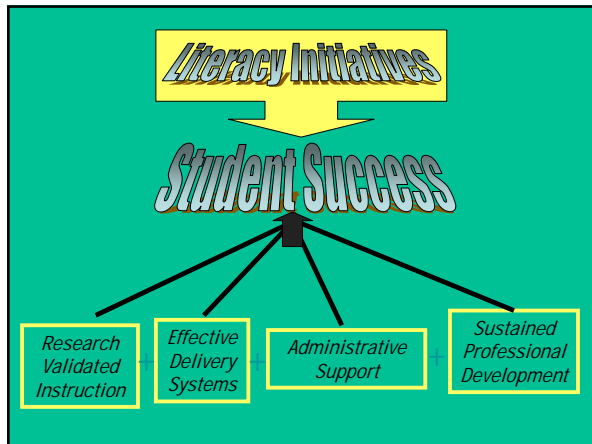 Literacy Initiatives
Student Success
Research
Validated
Instruction
+
Effective
Delivery
Systems
+
Administrative
Support
+
Sustained
Professional
Development